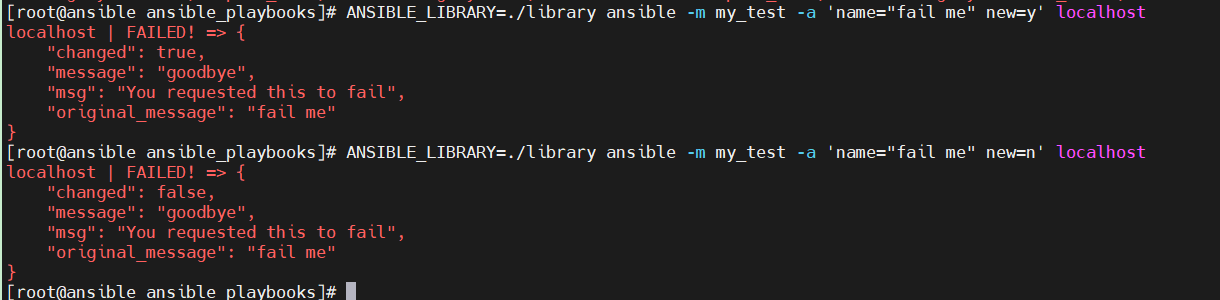 [root@ansible ansible_playbooks]# ANSIBLE_LIBRARY=./library ansible -m my_test -a 'name="fail me" new=y' localhost
localhost | FAILED! => {
    "changed": true,
    "message": "goodbye",
    "msg": "You requested this to fail",
    "original_message": "fail me"
}
[root@ansible ansible_playbooks]# ANSIBLE_LIBRARY=./library ansible -m my_test -a 'name="fail me" new=n' localhost
localhost | FAILED! => {
    "changed": false,
    "message": "goodbye",
    "msg": "You requested this to fail",
    "original_message": "fail me"
}
[root@ansible ansible_playbooks]#